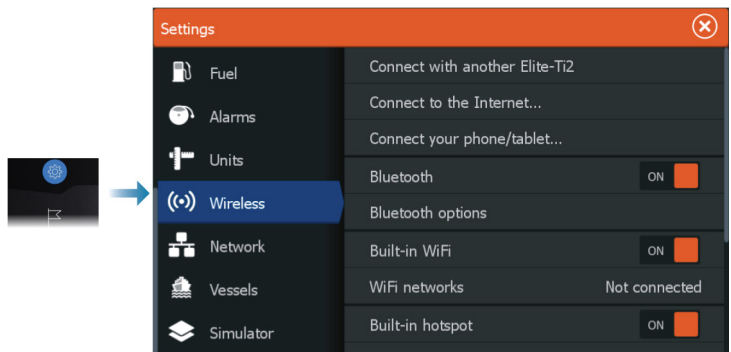 Settings
Fuel
Alarms
Units
Wireless
Network
Vessels
Simulator
Connect with another Elite-Ti2
Connect to the Internet...
Connect your phone/tablet...
Bluetooth ON
Bluetooth options
Built-in WiFi ON
WiFi networks Not connected
Built-in hotspot ON